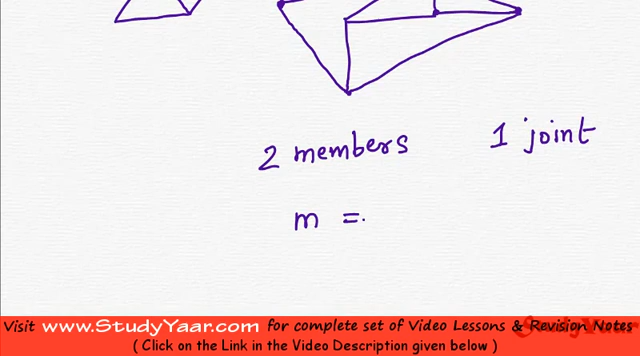 2 members 1 joint
m =
Visit www.StudyYaar.com for complete set of Video Lessons & Revision Notes
( Click on the Link in the Video Description given below )
StudyYaar